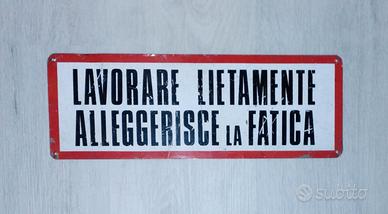 LAVORARE LIETAMENTE
ALLEGGERISCE LA FATICA
subito